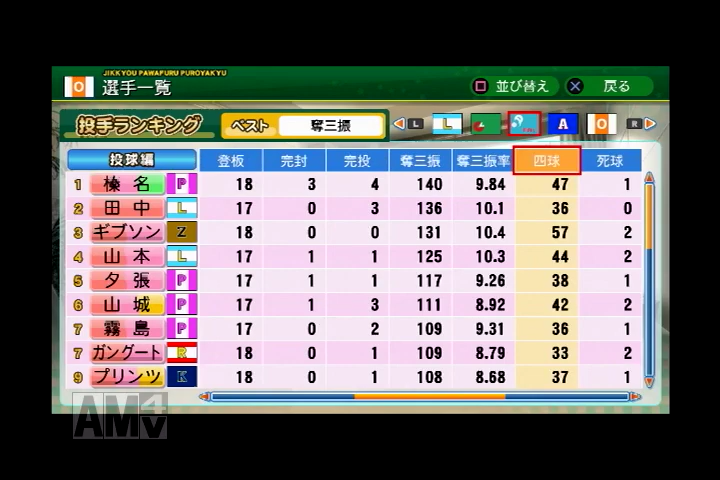 JIKKYOU PAWAFURU PUROYAKYU
O 選手一覧 並び替え 戻る
投手ランキング ベスト 奪三振 L L A O R
投球編 登板 完封 完投 奪三振 奪三振率 四球 死球
1 榛名 P 18 3 4 140 9.84 47 1
2 田中 L 17 0 3 136 10.1 36 0
3 ギブソン Z 18 0 0 131 10.4 57 2
4 山本 L 17 1 1 125 10.3 44 2
5 夕張 P 17 1 1 117 9.26 38 1
6 山城 P 17 1 3 111 8.92 42 2
7 霧島 P 17 0 2 109 9.31 36 1
7 ガングート R 18 0 1 109 8.79 33 2
9 プリンツ K 18 0 1 108 8.68 37 1
AMV4